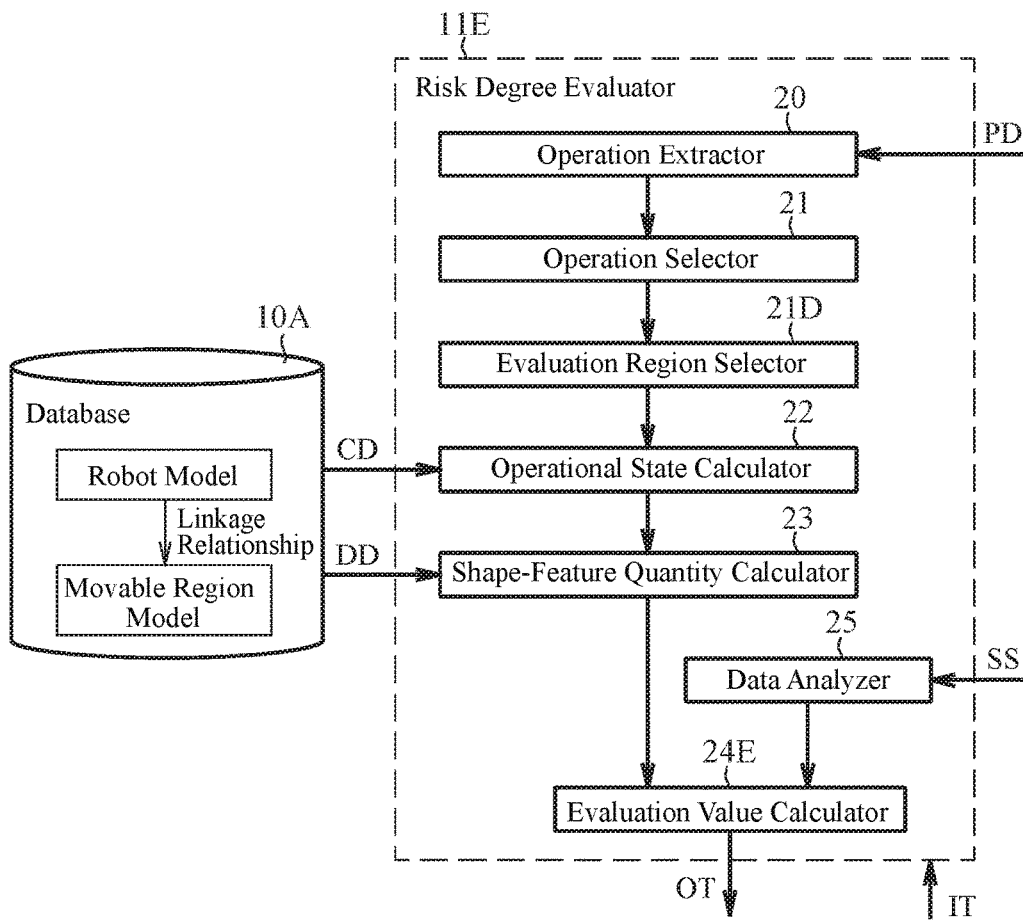 11E
Risk Degree Evaluator
20
PD
Operation Extractor
21
Operation Selector
21D
10A
Evaluation Region Selector
Database
CD
22
Robot Model
Operational State Calculator
Linkage
Relationship
DD
23
Movable Region
Model
Shape-Feature Quantity Calculator
25
SS
Data Analyzer
24E
Evaluation Value Calculator
OT
IT